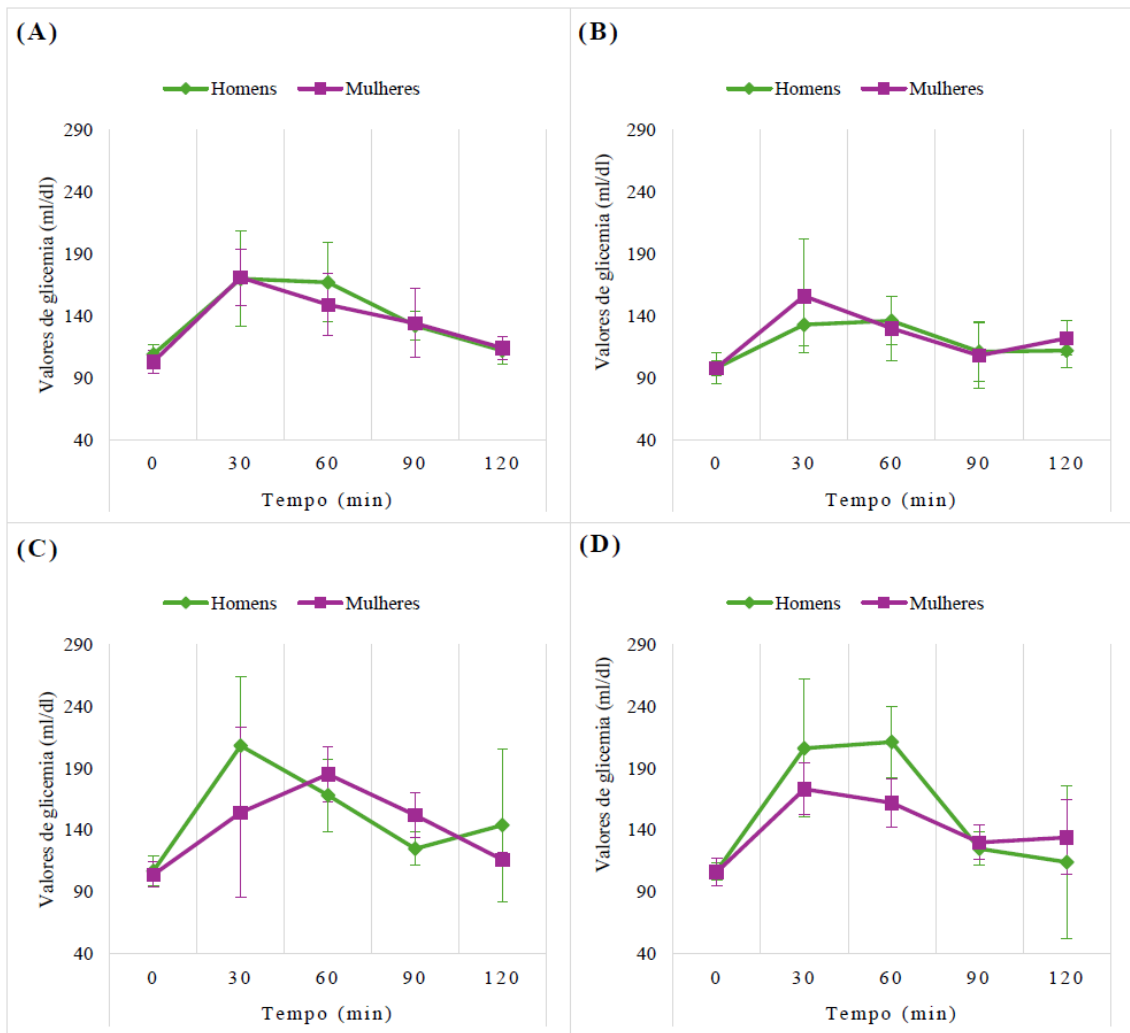 (A)
Homens Mulheres
Valores de glicemia (ml/dl)
290
240
190
140
90
40
0 30 60 90 120
Tempo (min)
(B)
Homens Mulheres
Valores de glicemia (ml/dl)
290
240
190
140
90
40
0 30 60 90 120
Tempo (min)
(C)
Homens Mulheres
Valores de glicemia (ml/dl)
290
240
190
140
90
40
0 30 60 90 120
Tempo (min)
(D)
Homens Mulheres
Valores de glicemia (ml/dl)
290
240
190
140
90
40
0 30 60 90 120
Tempo (min)